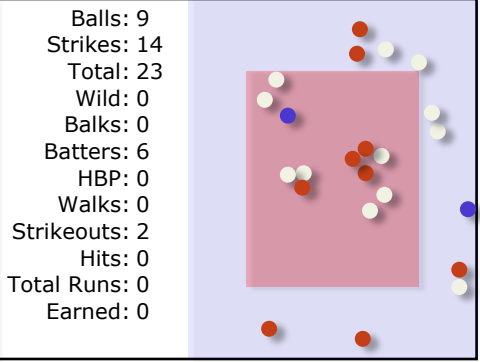 Balls: 9
Strikes: 14
Total: 23
Wild: 0
Balks: 0
Batters: 6
HBP: 0
Walks: 0
Strikeouts: 2
Hits: 0
Total Runs: 0
Earned: 0